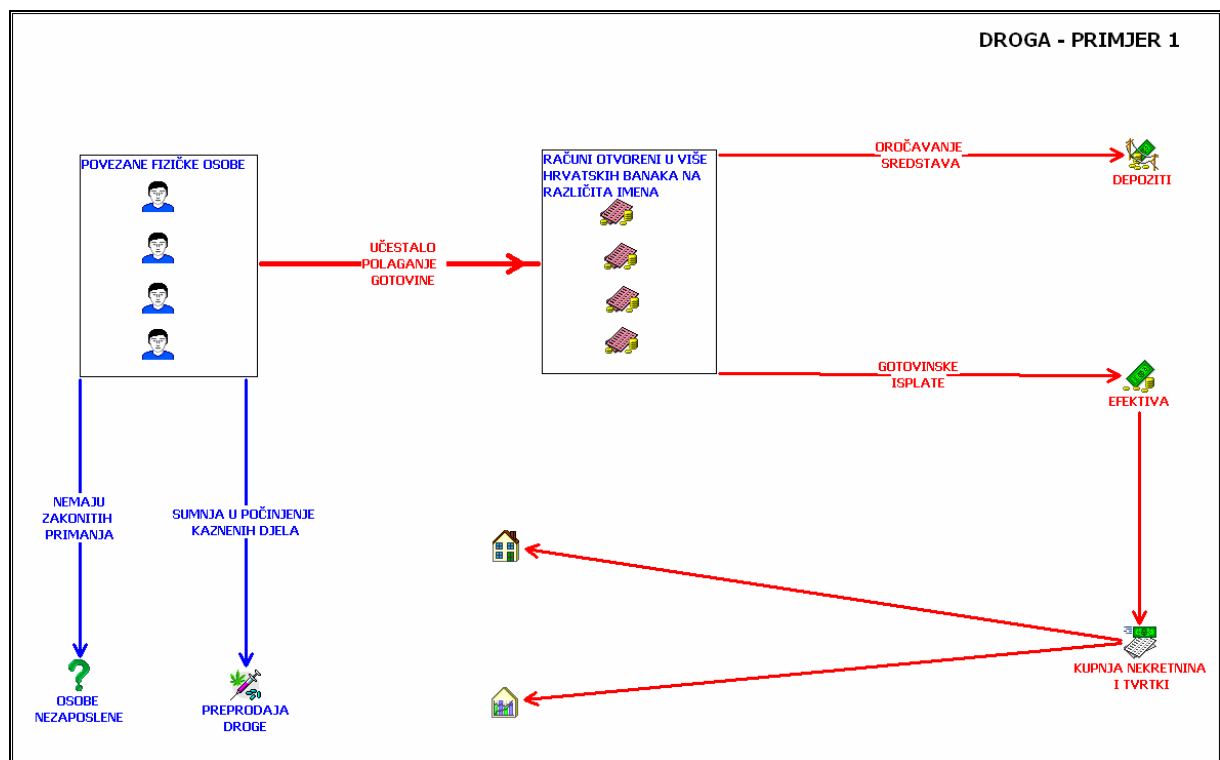 DROGA - PRIMJER 1
POVEZANE FIZIČKE OSOBE
RAČUNI OTVORENI U VIŠE
HRVATSKIH BANAKA NA
RAZLIČITA IMENA
OROČAVANJE
SREDSTAVA
DEPOZITI
UČESTALO
POLAGANJE
GOTOVINE
GOTOVINSKE
ISPLATE
EFEKTIVA
NEMAJU
ZAKONITIH
PRIMANJA
SUMNJA U POČINJENJE
KAZNENIH DJELA
OSOBE
NEZAPOSLENE
PREPRODAJA
DROGE
KUPNJA NEKRETNINA
I TVRTKI